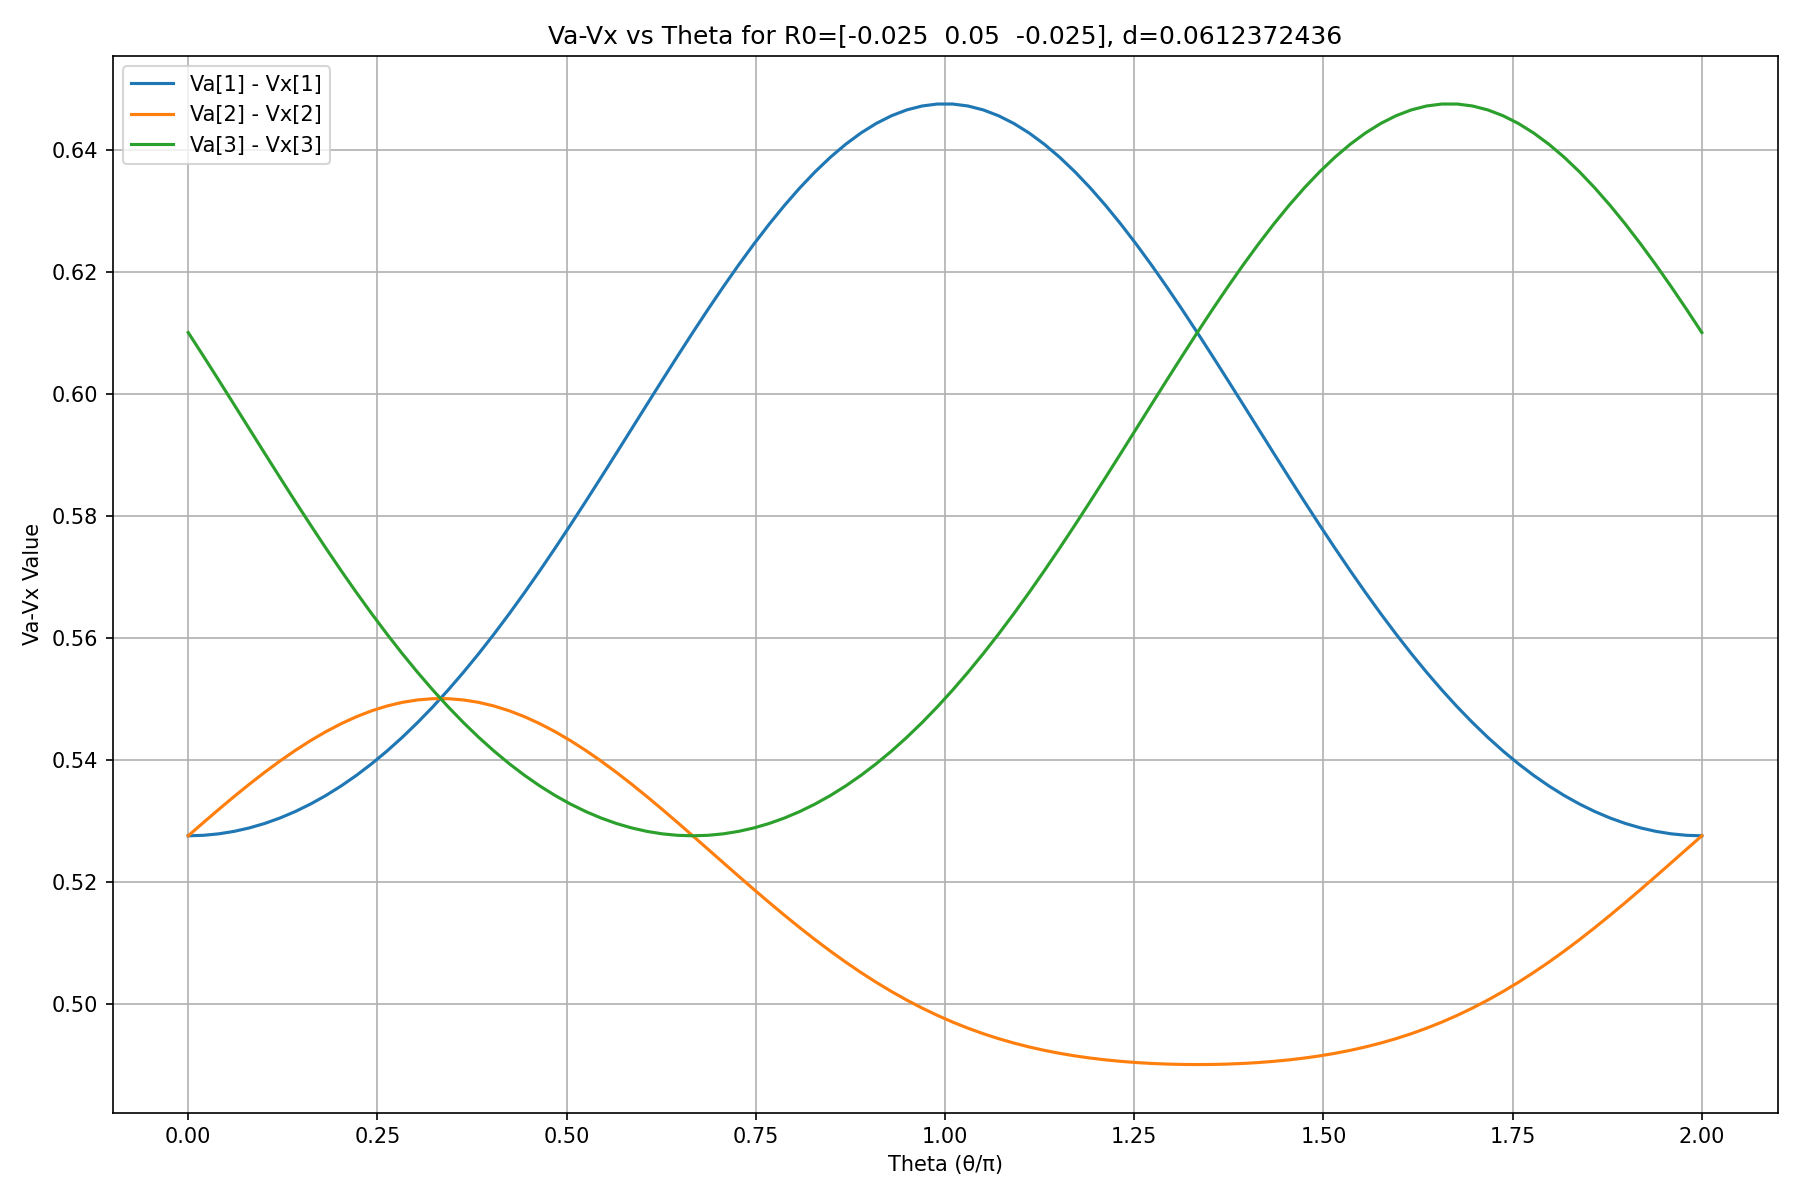 Va-Vx vs Theta for R0=[-0.025  0.05  -0.025], d=0.0612372436
Va[1] - Vx[1]
Va[2] - Vx[2]
Va[3] - Vx[3]
Va-Vx Value
0.64
0.62
0.60
0.58
0.56
0.54
0.52
0.50
0.00 0.25 0.50 0.75 1.00 1.25 1.50 1.75 2.00
Theta (θ/π)